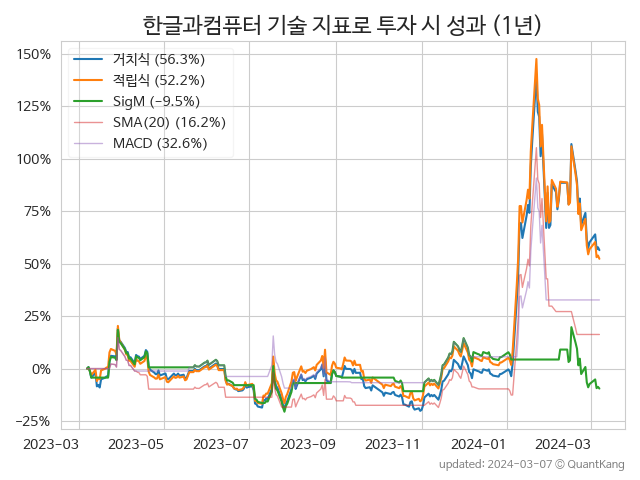 한글과컴퓨터 기술 지표로 투자 시 성과 (1년)
150%
125%
100%
75%
50%
25%
0%
−25%
거치식 (56.3%)
적립식 (52.2%)
SigM (−9.5%)
SMA(20) (16.2%)
MACD (32.6%)
2023-03
2023-05
2023-07
2023-09
2023-11
2024-01
2024-03
updated: 2024-03-07 © QuantKang